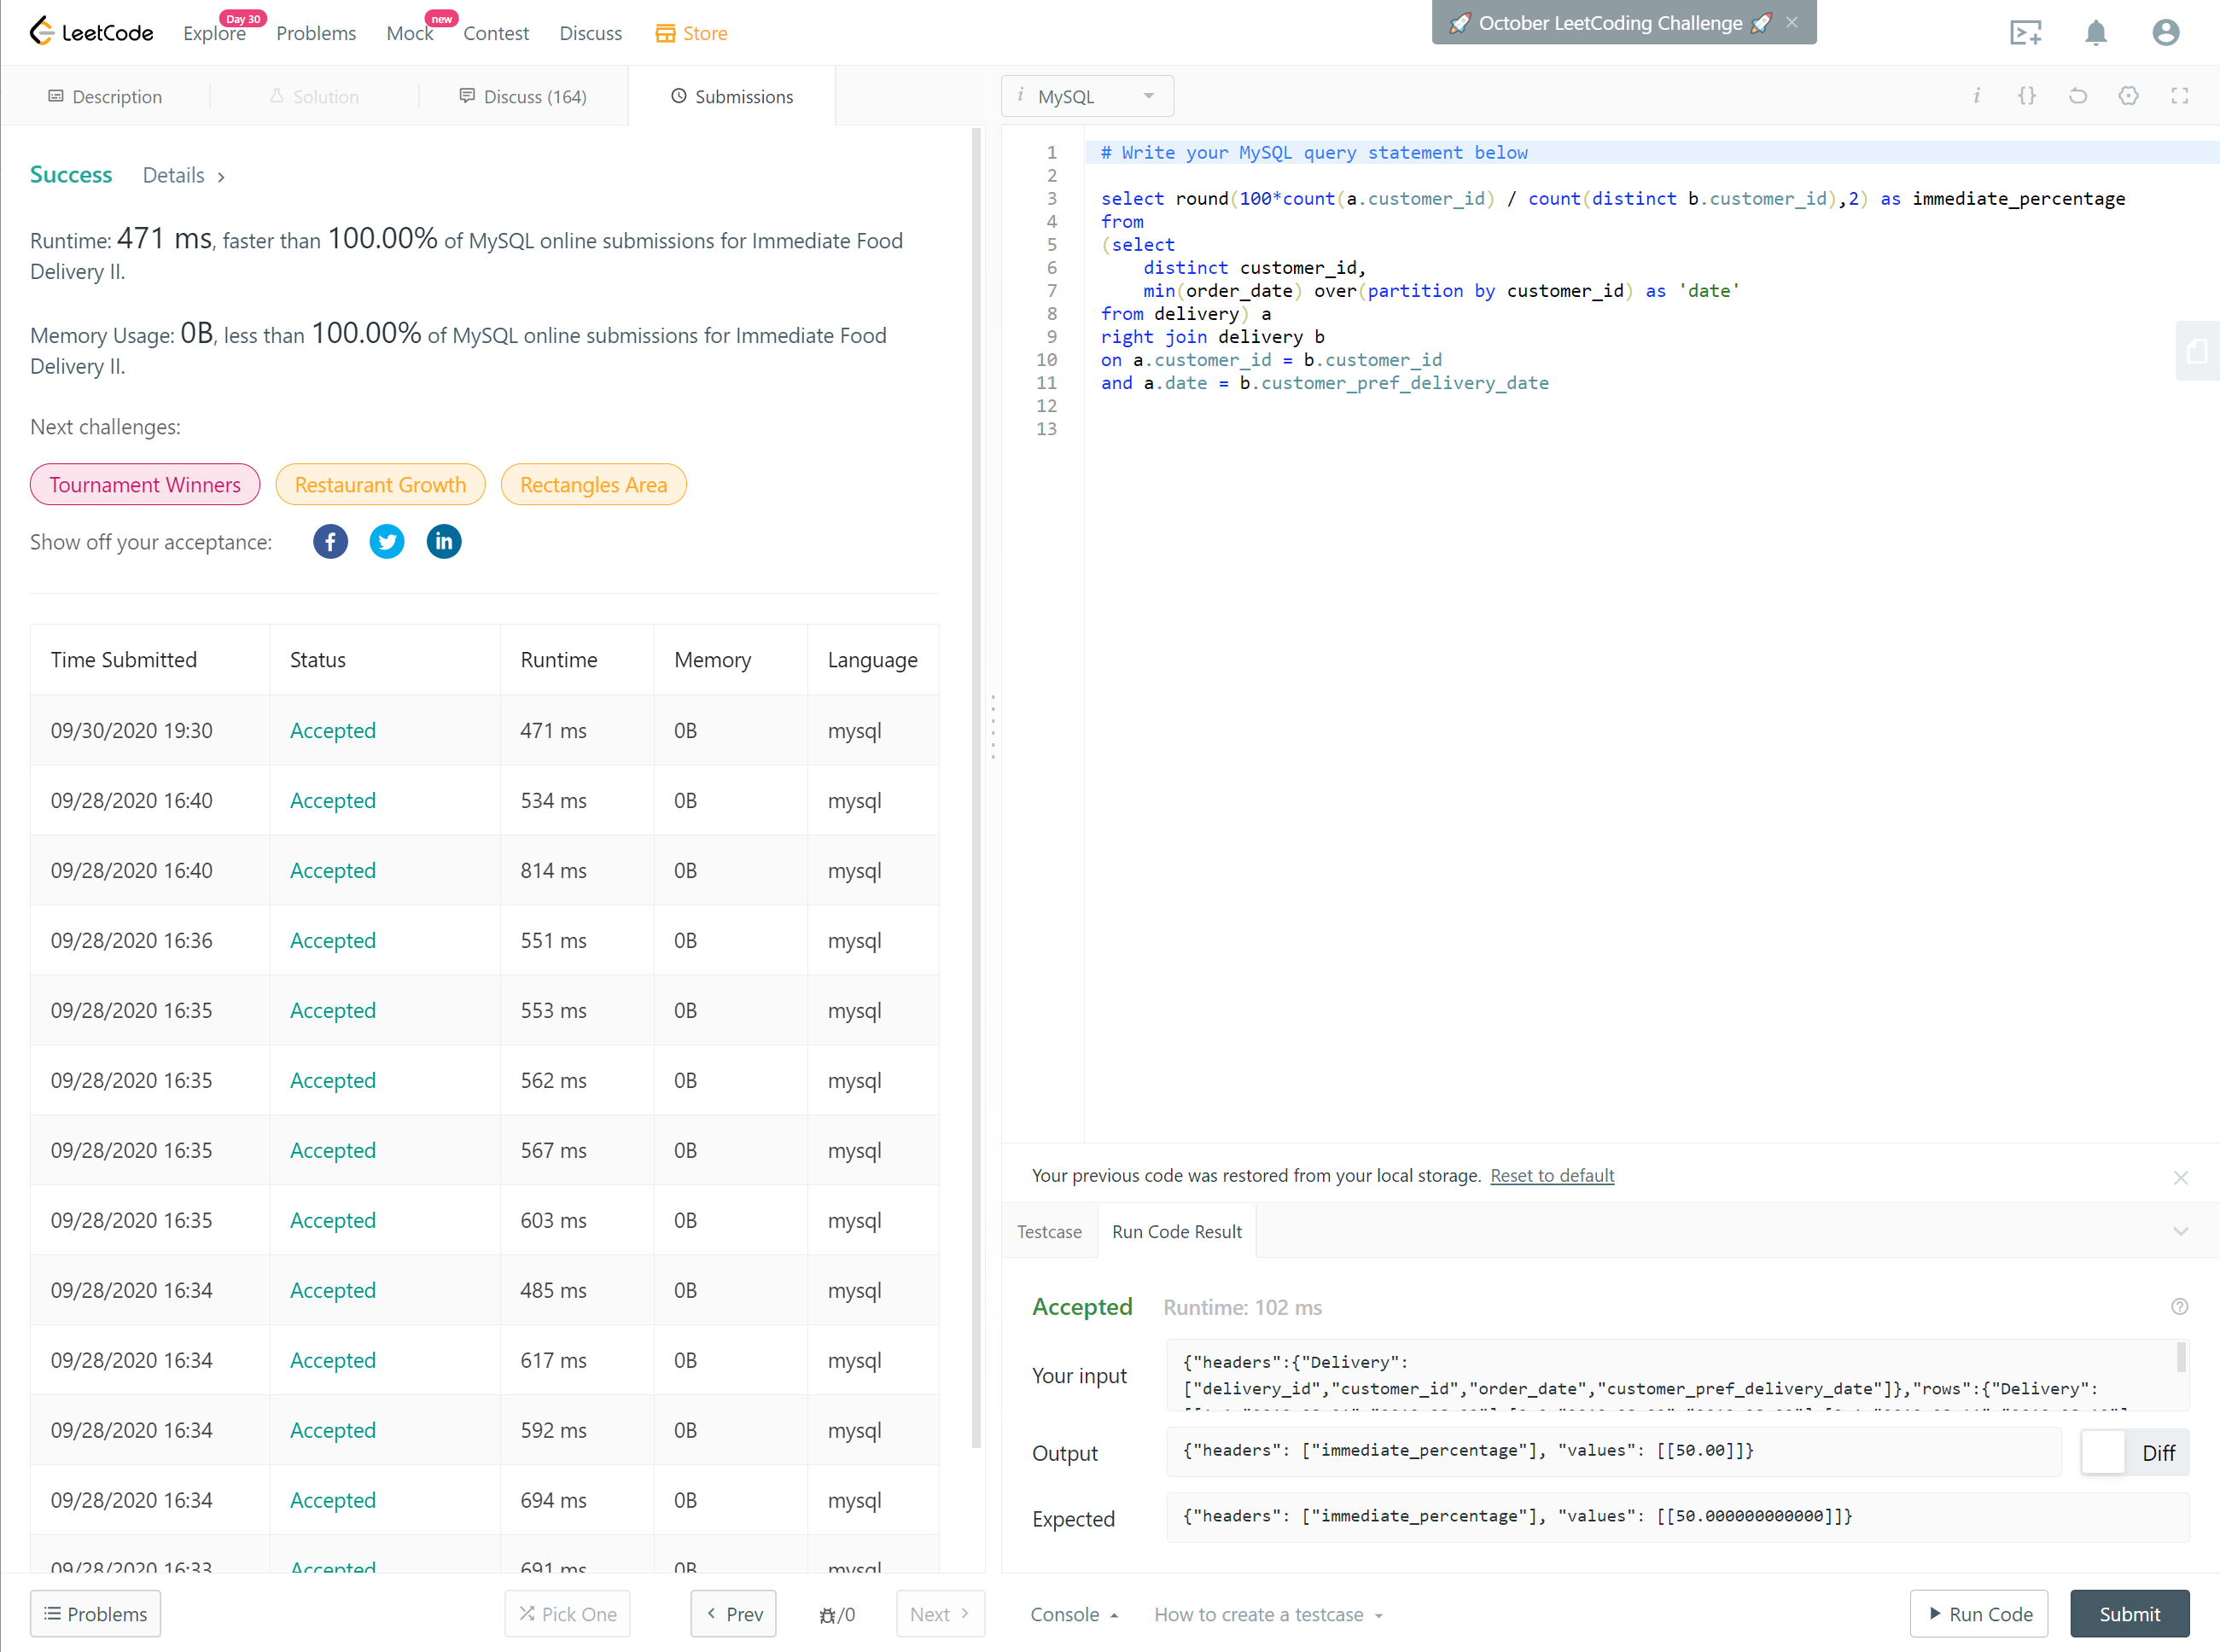 LeetCode Explore Day 30 Problems Mock new Contest Discuss Store
🚀 October LeetCoding Challenge 🚀 ×
Description Solution Discuss (164) Submissions
Success Details >
Runtime: 471 ms, faster than 100.00% of MySQL online submissions for Immediate Food
Delivery II.
Memory Usage: 0B, less than 100.00% of MySQL online submissions for Immediate Food
Delivery II.
Next challenges:
Tournament Winners Restaurant Growth Rectangles Area
Show off your acceptance:
Time Submitted Status Runtime Memory Language
09/30/2020 19:30 Accepted 471 ms 0B mysql
09/28/2020 16:40 Accepted 534 ms 0B mysql
09/28/2020 16:40 Accepted 814 ms 0B mysql
09/28/2020 16:36 Accepted 551 ms 0B mysql
09/28/2020 16:35 Accepted 553 ms 0B mysql
09/28/2020 16:35 Accepted 562 ms 0B mysql
09/28/2020 16:35 Accepted 567 ms 0B mysql
09/28/2020 16:35 Accepted 603 ms 0B mysql
09/28/2020 16:34 Accepted 485 ms 0B mysql
09/28/2020 16:34 Accepted 617 ms 0B mysql
09/28/2020 16:34 Accepted 592 ms 0B mysql
09/28/2020 16:34 Accepted 694 ms 0B mysql
09/28/2020 16:33 Accepted 691 ms 0B mysql
Problems Pick One < Prev /0 Next >
i MySQL
1 # Write your MySQL query statement below
2
3 select round(100*count(a.customer_id) / count(distinct b.customer_id),2) as immediate_percentage
4 from
5 (select
6 distinct customer_id,
7 min(order_date) over(partition by customer_id) as 'date'
8 from delivery) a
9 right join delivery b
10 on a.customer_id = b.customer_id
11 and a.date = b.customer_pref_delivery_date
12
13
Your previous code was restored from your local storage. Reset to default
Testcase Run Code Result
Accepted Runtime: 102 ms
Your input
{"headers":{"Delivery":
["delivery_id","customer_id","order_date","customer_pref_delivery_date"]},"rows":{"Delivery":
Output {"headers": ["immediate_percentage"], "values": [[50.00]]} Diff
Expected {"headers": ["immediate_percentage"], "values": [[50.000000000000]]}
Console How to create a testcase Run Code Submit